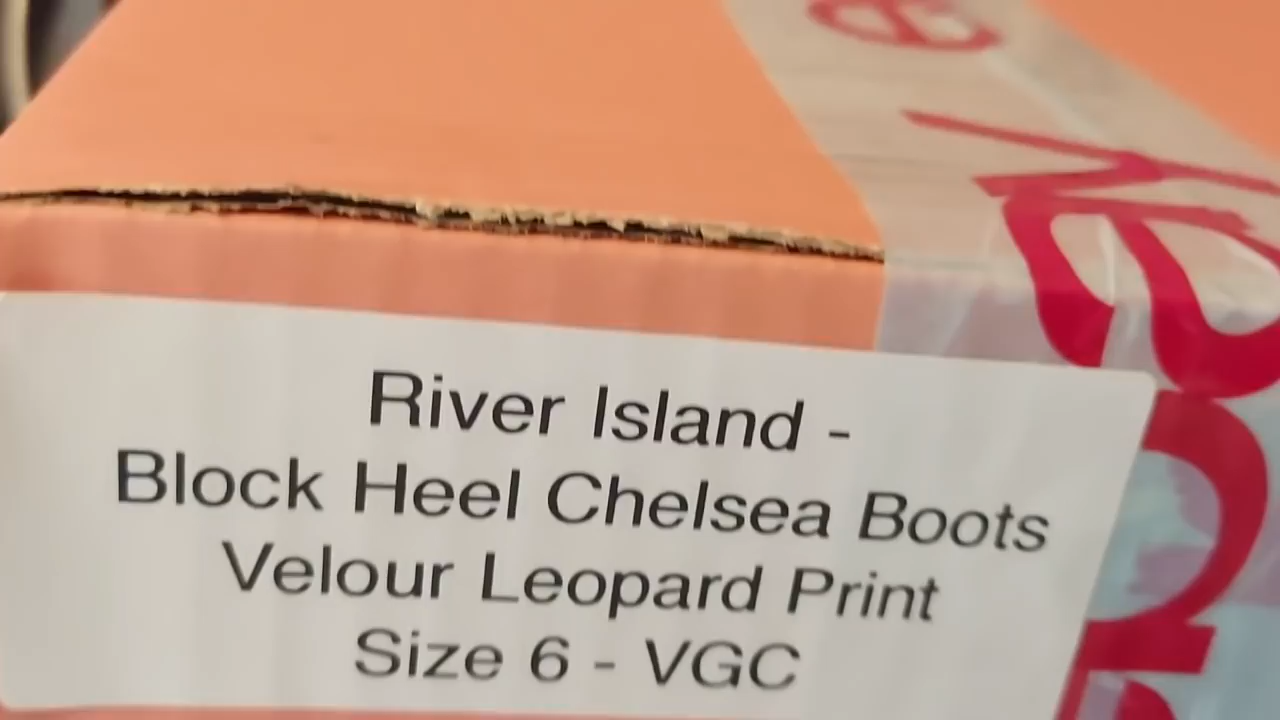 River Island -
Block Heel Chelsea Boots
Velour Leopard Print
Size 6 - VGC